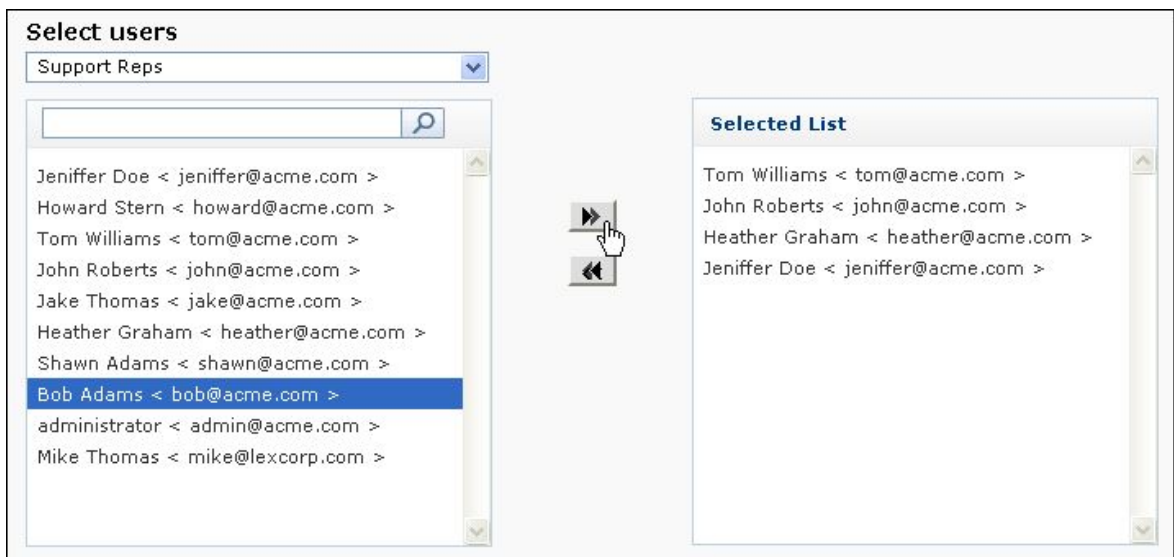 Select users
Support Reps
Jeniffer Doe < jeniffer@acme.com >
Howard Stern < howard@acme.com >
Tom Williams < tom@acme.com >
John Roberts < john@acme.com >
Jake Thomas < jake@acme.com >
Heather Graham < heather@acme.com >
Shawn Adams < shawn@acme.com >
Bob Adams < bob@acme.com >
administrator < admin@acme.com >
Mike Thomas < mike@lexcorp.com >
Selected List
Tom Williams < tom@acme.com >
John Roberts < john@acme.com >
Heather Graham < heather@acme.com >
Jeniffer Doe < jeniffer@acme.com >